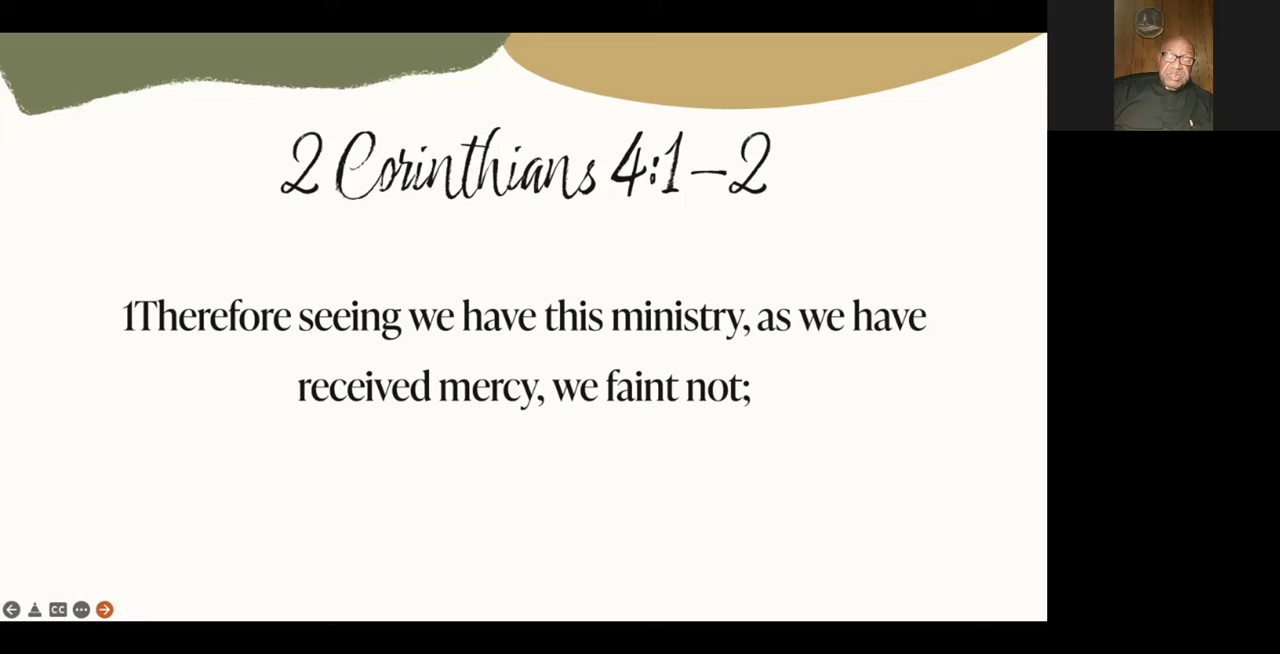 2 Corinthians 4:1–2
1Therefore seeing we have this ministry, as we have
received mercy, we faint not;
CC